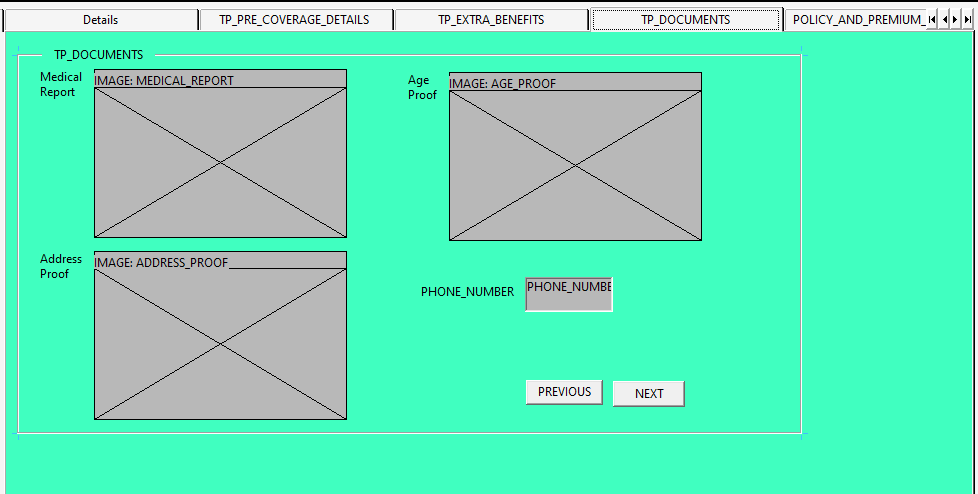 Details
TP_PRE_COVERAGE_DETAILS
TP_EXTRA_BENEFITS
TP_DOCUMENTS
POLICY_AND_PREMIUM_
TP_DOCUMENTS
Medical
Report
IMAGE: MEDICAL_REPORT
Age
Proof
IMAGE: AGE_PROOF
Address
Proof
IMAGE: ADDRESS_PROOF
PHONE_NUMBER
PHONE_NUMBE
PREVIOUS
NEXT